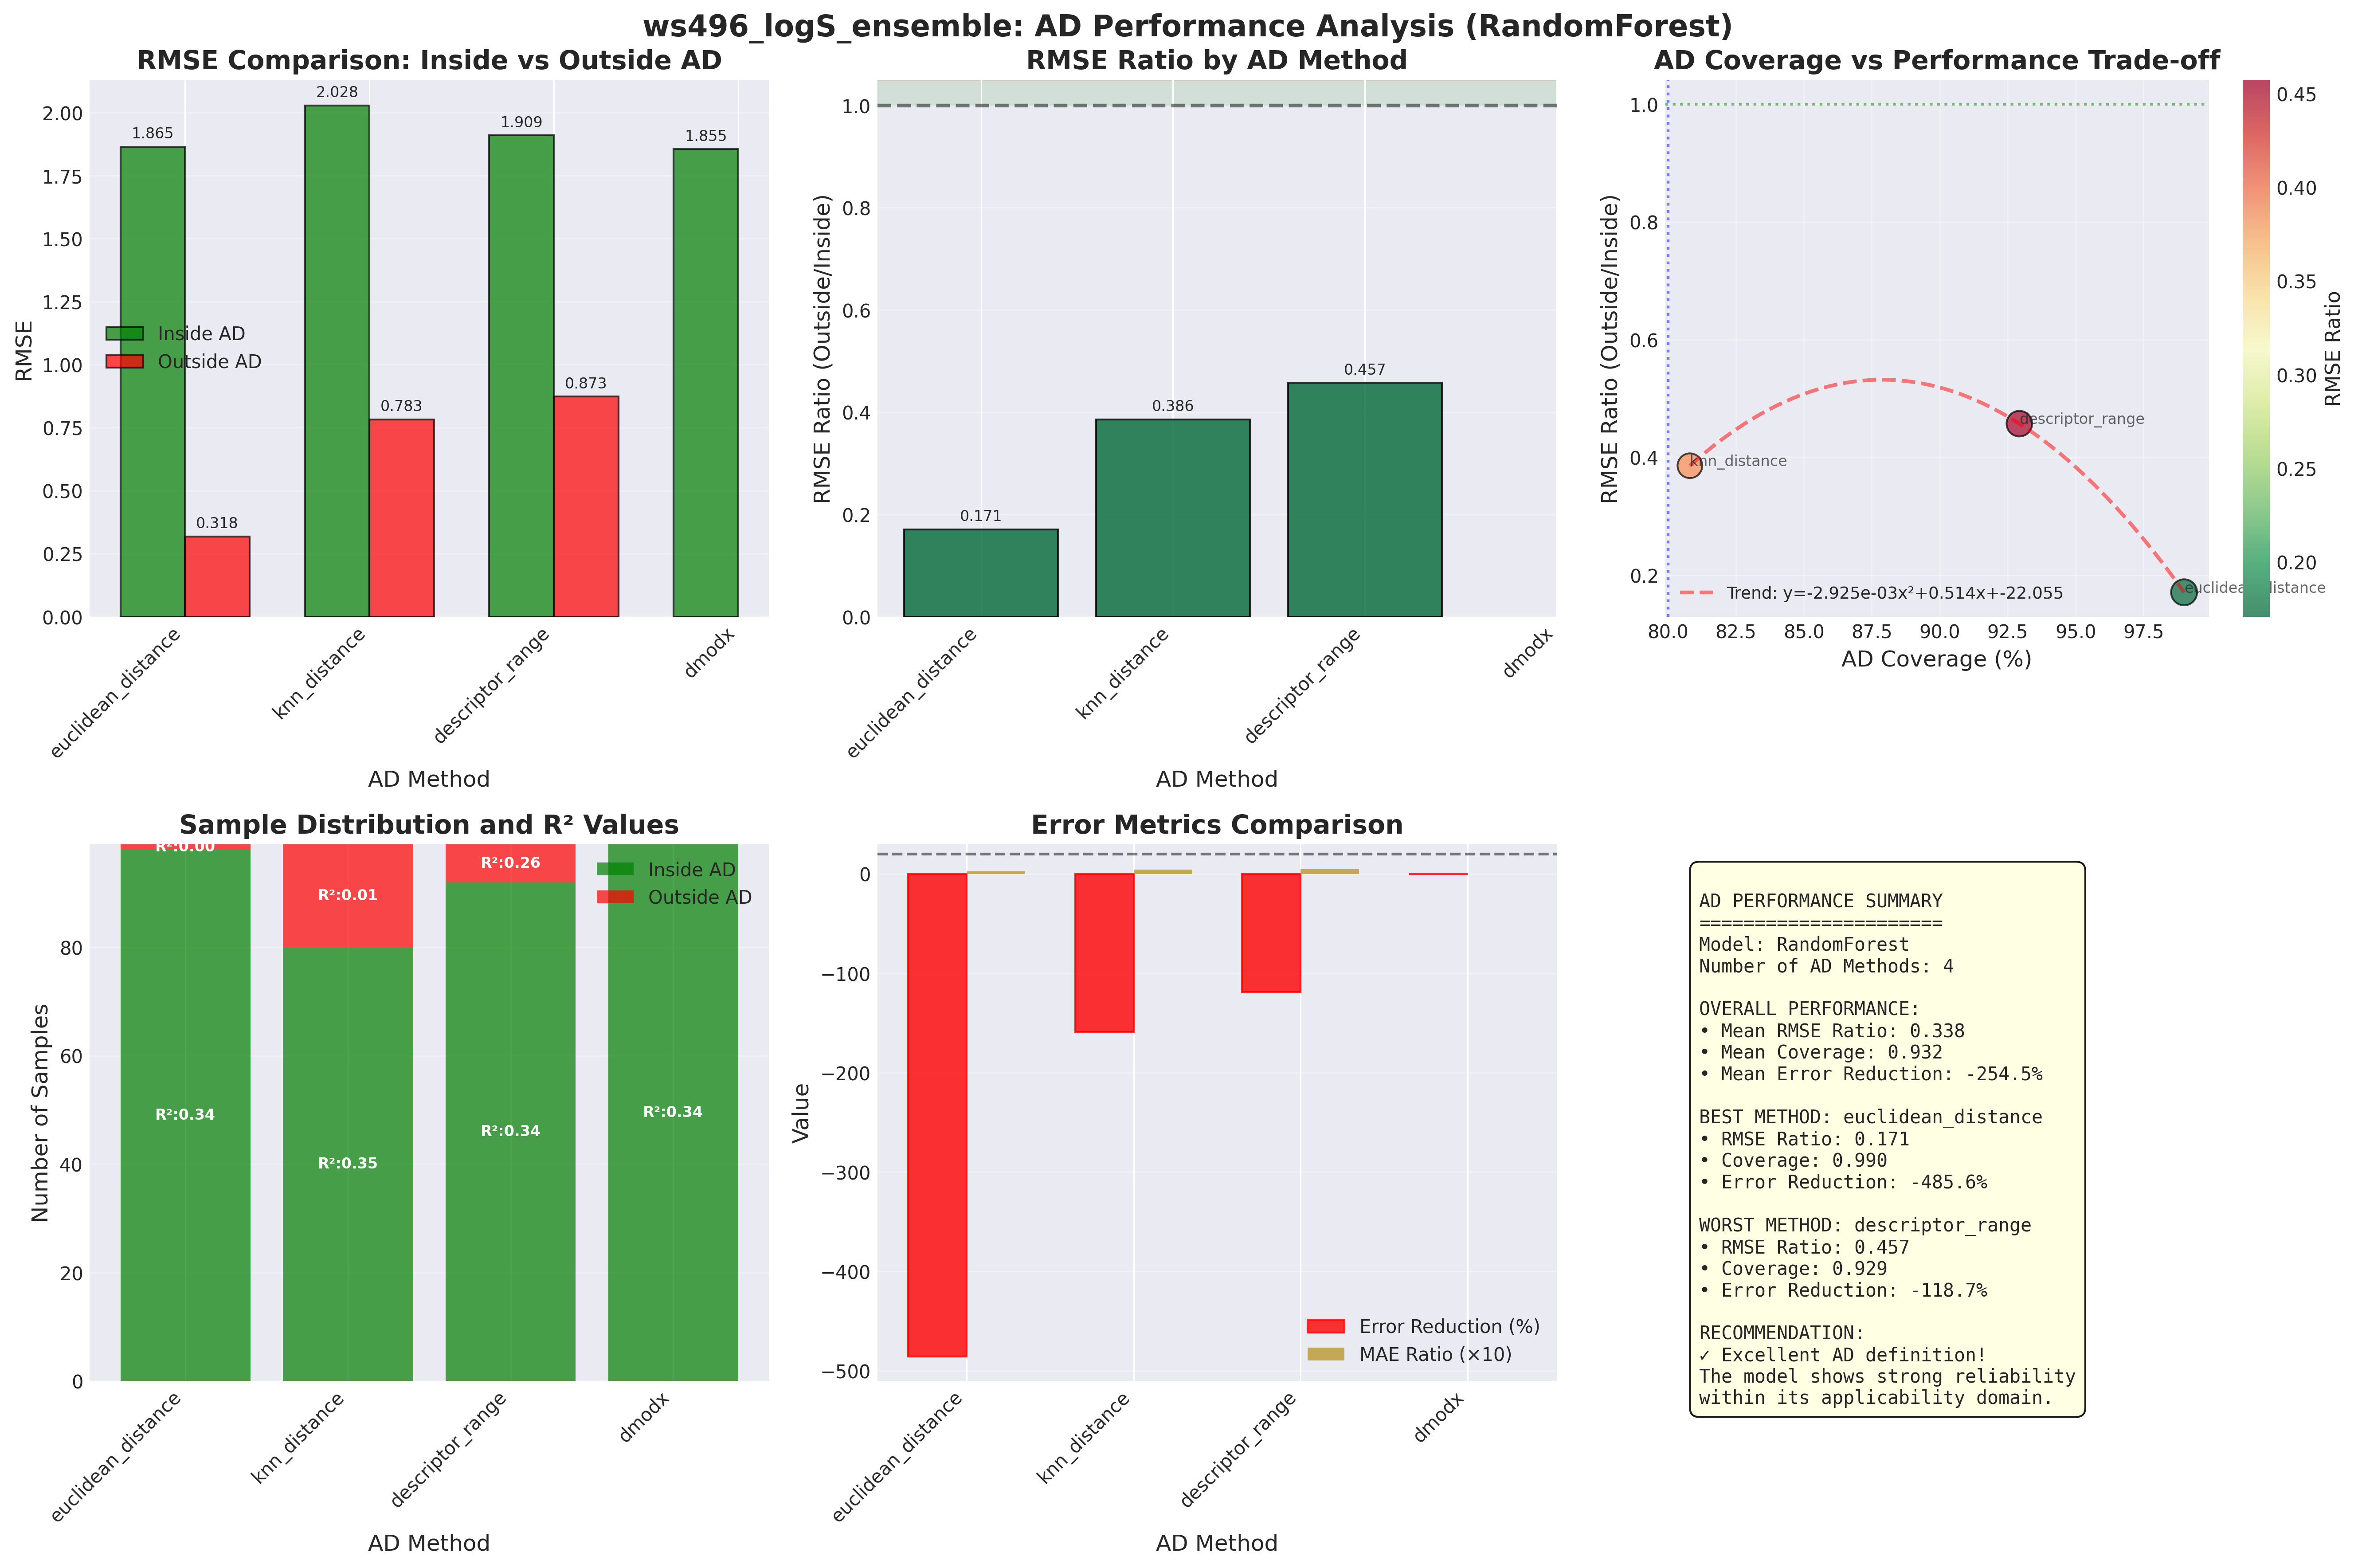 ws496_logS_ensemble: AD Performance Analysis (RandomForest)
RMSE Comparison: Inside vs Outside AD
RMSE
2.00
1.75
1.50
1.25
1.00
0.75
0.50
0.25
0.00
1.865
0.318
2.028
0.783
1.909
0.873
1.855
Inside AD
Outside AD
euclidean_distance
knn_distance
descriptor_range
dmodx
AD Method
RMSE Ratio by AD Method
RMSE Ratio (Outside/Inside)
1.0
0.8
0.6
0.4
0.2
0.0
0.171
0.386
0.457
euclidean_distance
knn_distance
descriptor_range
dmodx
AD Method
AD Coverage vs Performance Trade-off
RMSE Ratio (Outside/Inside)
1.0
0.8
0.6
0.4
0.2
knn_distance
descriptor_range
euclidean_distance
Trend: y=-2.925e-03x²+0.514x+-22.055
80.0
82.5
85.0
87.5
90.0
92.5
95.0
97.5
AD Coverage (%)
0.45
0.40
0.35
0.30
0.25
0.20
RMSE Ratio
Sample Distribution and R² Values
Number of Samples
80
60
40
20
0
R²:0.00
R²:0.34
R²:0.01
R²:0.35
R²:0.26
R²:0.34
R²:0.34
Inside AD
Outside AD
euclidean_distance
knn_distance
descriptor_range
dmodx
AD Method
Error Metrics Comparison
Value
0
−100
−200
−300
−400
−500
Error Reduction (%)
MAE Ratio (×10)
euclidean_distance
knn_distance
descriptor_range
dmodx
AD Method
AD PERFORMANCE SUMMARY
======================
Model: RandomForest
Number of AD Methods: 4
OVERALL PERFORMANCE:
• Mean RMSE Ratio: 0.338
• Mean Coverage: 0.932
• Mean Error Reduction: -254.5%
BEST METHOD: euclidean_distance
• RMSE Ratio: 0.171
• Coverage: 0.990
• Error Reduction: -485.6%
WORST METHOD: descriptor_range
• RMSE Ratio: 0.457
• Coverage: 0.929
• Error Reduction: -118.7%
RECOMMENDATION:
✓ Excellent AD definition!
The model shows strong reliability
within its applicability domain.